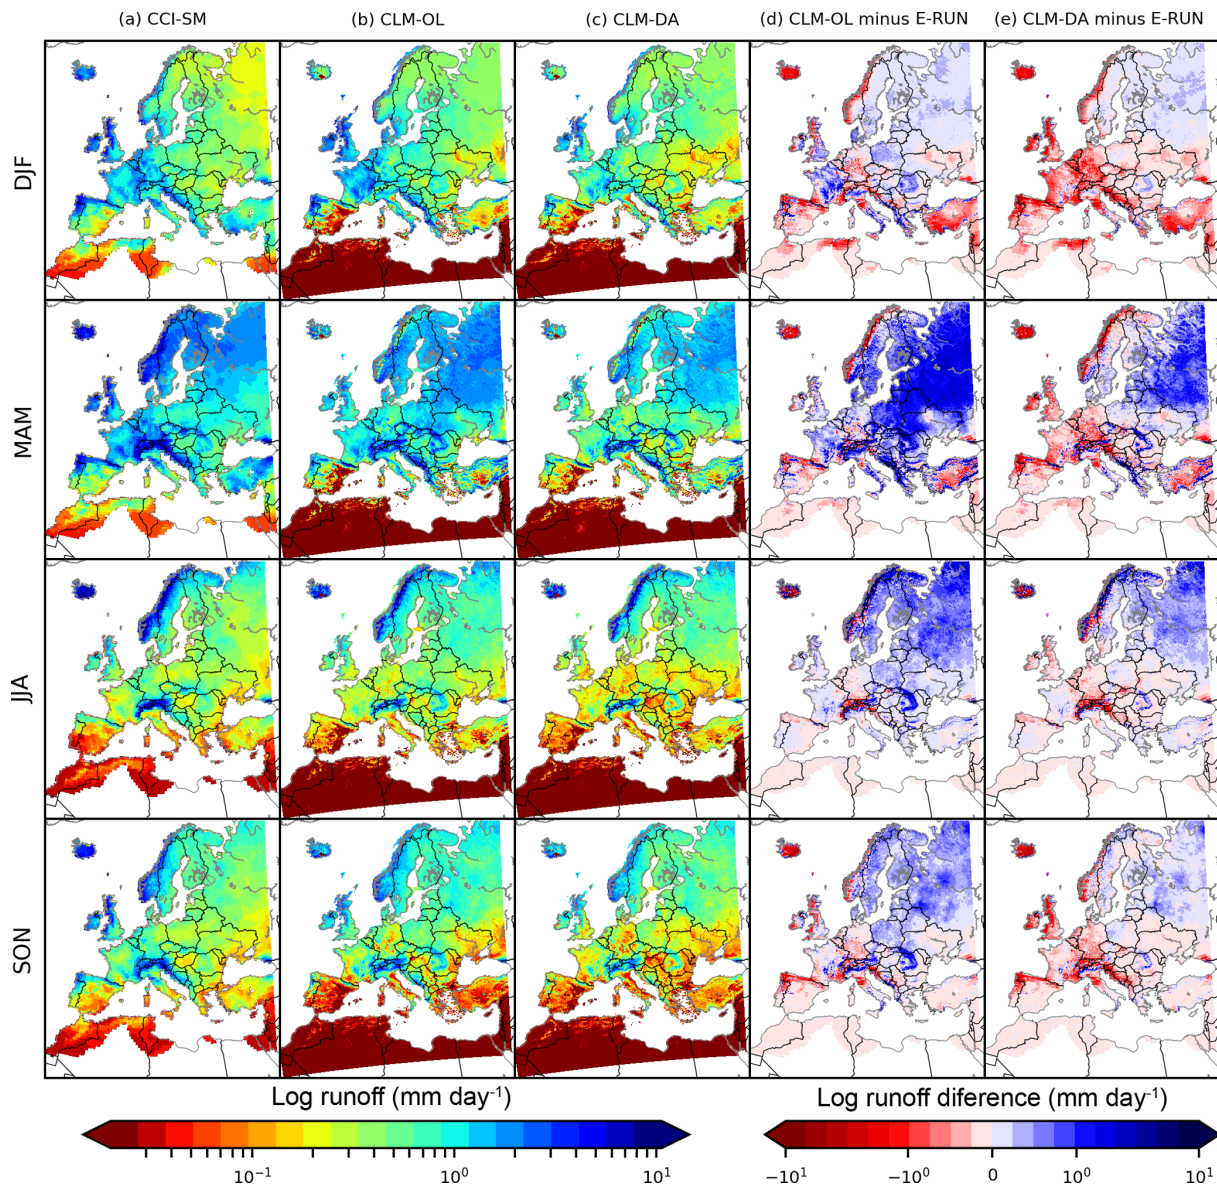 (a) CCI-SM (b) CLM-OL (c) CLM-DA (d) CLM-OL minus E-RUN (e) CLM-DA minus E-RUN
DJF
MAM
JJA
SON
Log runoff (mm day⁻¹) Log runoff diference (mm day⁻¹)
10⁻¹ 10⁰ 10¹ −10¹ −10⁰ 0 10⁰ 10¹